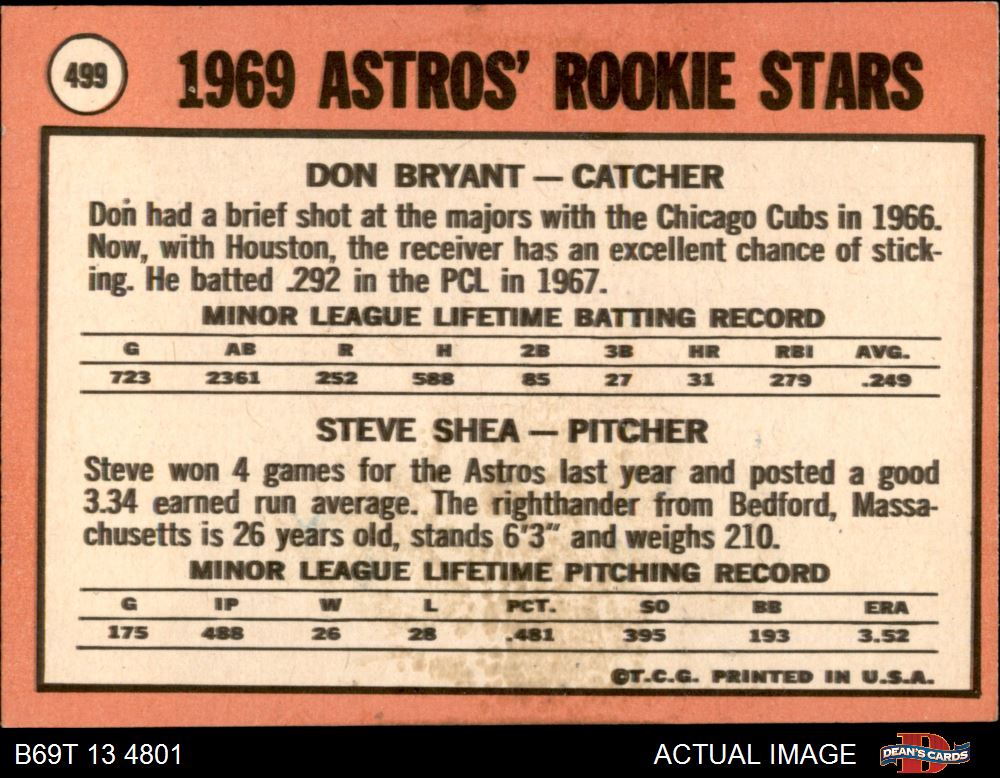 499
1969 ASTROS' ROOKIE STARS
DON BRYANT — CATCHER
Don had a brief shot at the majors with the Chicago Cubs in 1966.
Now, with Houston, the receiver has an excellent chance of stick-
ing. He batted .292 in the PCL in 1967.
MINOR LEAGUE LIFETIME BATTING RECORD
G AB R H 2B 3B HR RBI AVG.
723 2361 252 588 85 27 31 279 .249
STEVE SHEA — PITCHER
Steve won 4 games for the Astros last year and posted a good
3.34 earned run average. The righthander from Bedford, Massa-
chusetts is 26 years old, stands 6'3" and weighs 210.
MINOR LEAGUE LIFETIME PITCHING RECORD
G IP W L PCT. SO BB ERA
175 488 26 28 .481 395 193 3.52
©T.C.G. PRINTED IN U.S.A.
B69T 13 4801 ACTUAL IMAGE DEAN'S CARDS